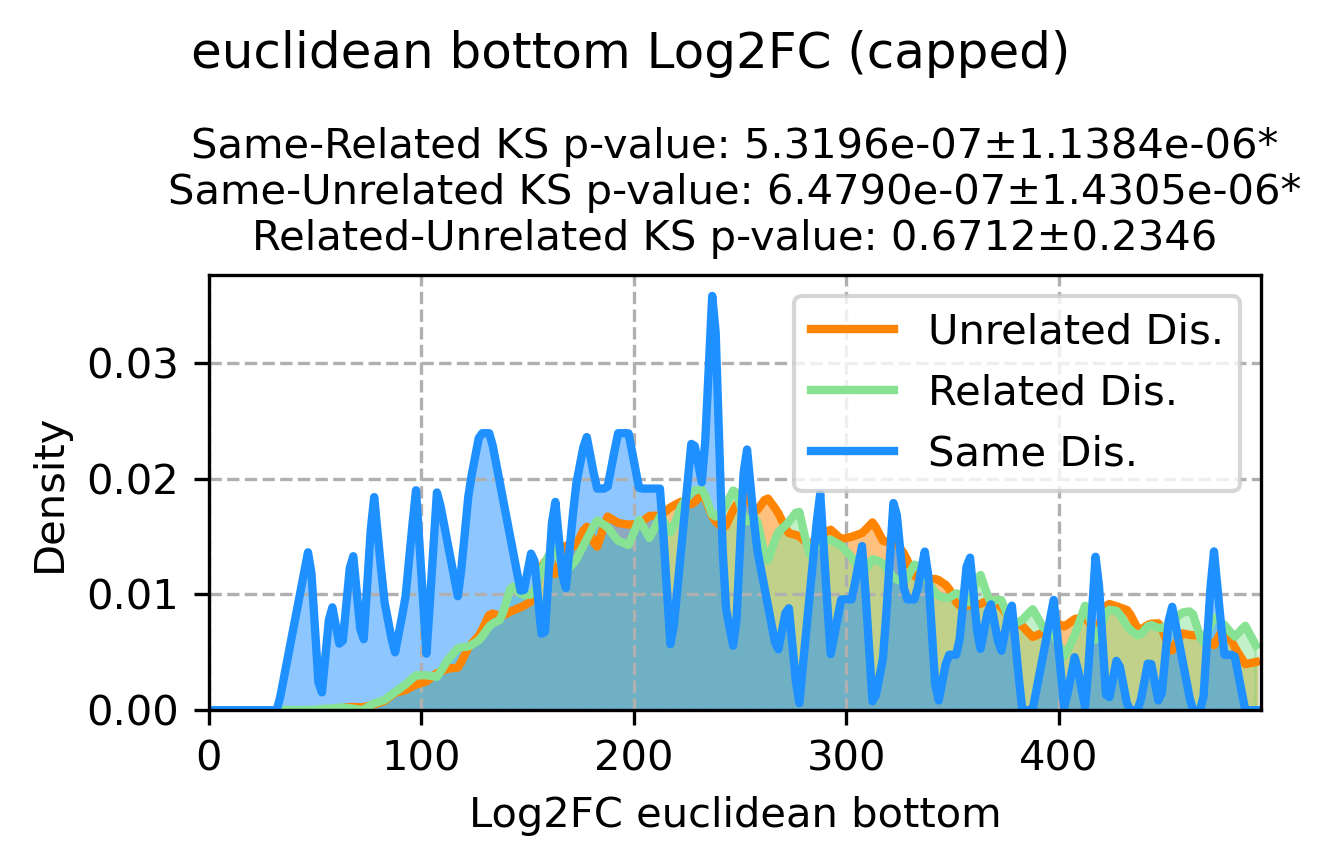 euclidean bottom Log2FC (capped)
Same-Related KS p-value: 5.3196e-07±1.1384e-06*
Same-Unrelated KS p-value: 6.4790e-07±1.4305e-06*
Related-Unrelated KS p-value: 0.6712±0.2346
Unrelated Dis.
Related Dis.
Same Dis.
Density
0.03
0.02
0.01
0.00
0 100 200 300 400
Log2FC euclidean bottom